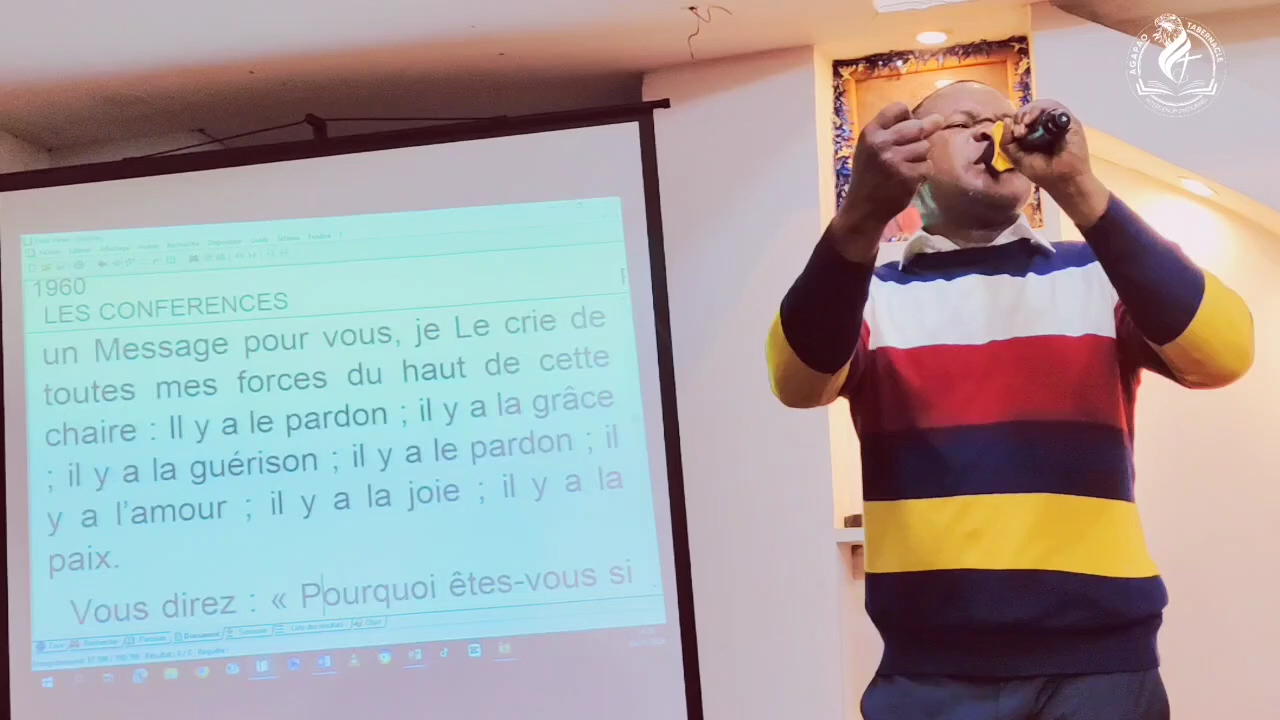 AGAPAO TABERNACLE
1960
LES CONFERENCES
un Message pour vous, je Le crie de
toutes mes forces du haut de cette
chaire : Il y a le pardon ; il y a la grâce
; il y a la guérison ; il y a le pardon ; il
y a l'amour ; il y a la joie ; il y a la
paix.
Vous direz : « Pourquoi êtes-vous si